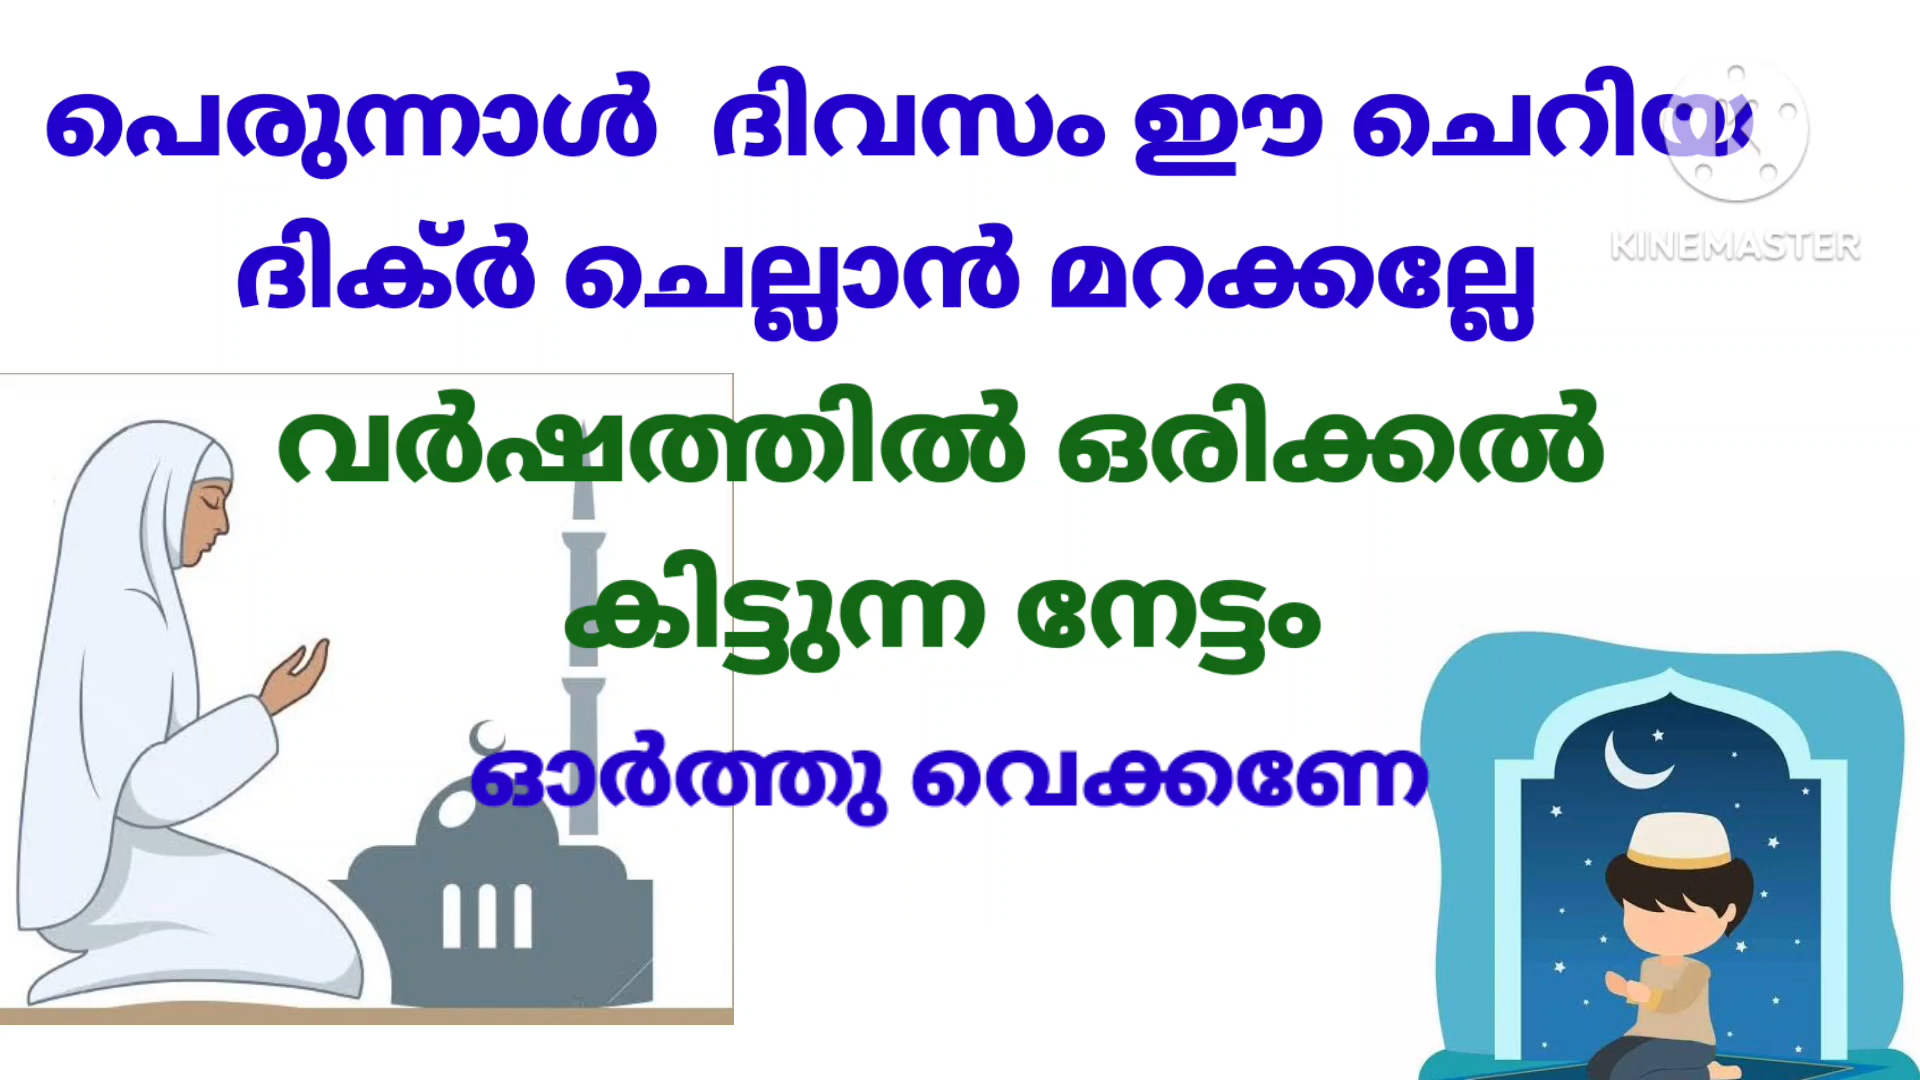 പെരുന്നാൾ ദിവസം ഈ ചെറിയ
KINEMASTER
ദിക്ർ ചെല്ലാൻ മറക്കല്ലേ
വർഷത്തിൽ ഒരിക്കൽ
കിട്ടുന്ന നേട്ടം
ഓർത്തു വെക്കണേ